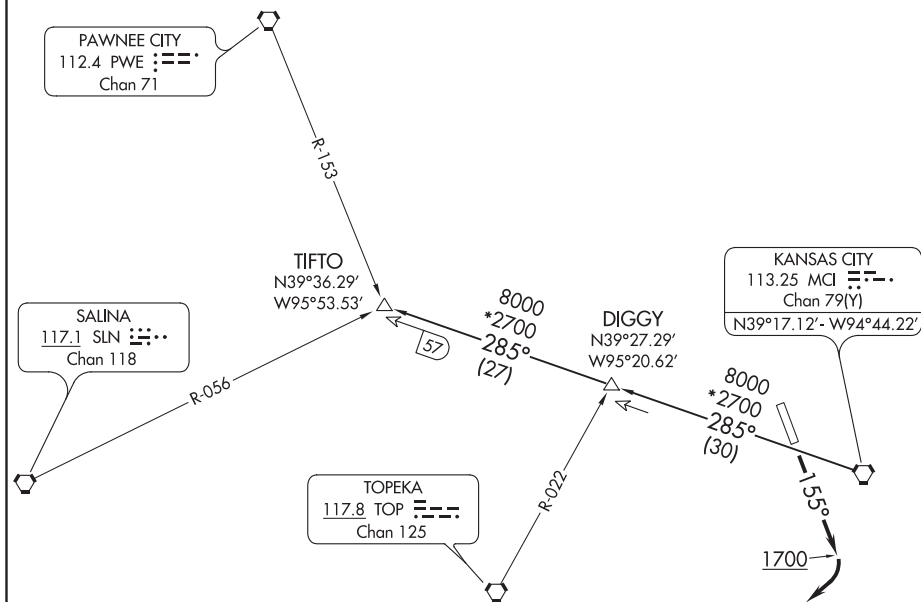 PAWNEE CITY
112.4 PWE
Chan 71
R-153
TIFTO
N39°36.29'
W95°53.53'
8000
*2700
285°
(27)
57
DIGGY
N39°27.29'
W95°20.62'
KANSAS CITY
113.25 MCI
Chan 79(Y)
N39°17.12'- W94°44.22'
8000
*2700
285°
(30)
SALINA
117.1 SLN
Chan 118
R-056
TOPEKA
117.8 TOP
Chan 125
R-022
155°
1700